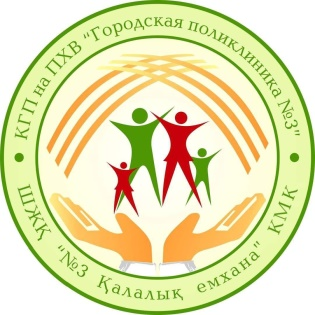 КГП на ПХВ "Городская поликлиника №3"
ШЖҚ "№3 Қалалық емхана" КМК